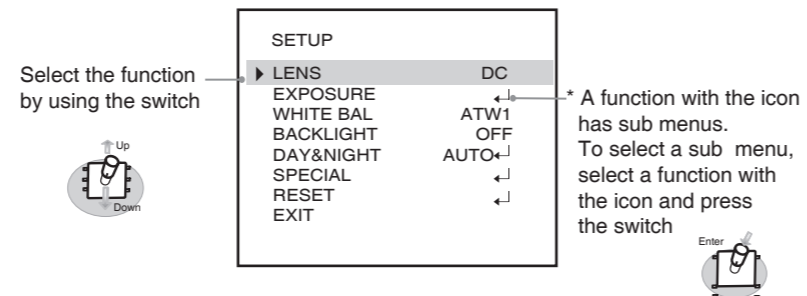 SETUP
Select the function
by using the switch
Up
Down
LENS DC
EXPOSURE ↵
WHITE BAL ATW1
BACKLIGHT OFF
DAY&NIGHT AUTO↵
SPECIAL ↵
RESET ↵
EXIT
* A function with the icon
has sub menus.
To select a sub menu,
select a function with
the icon and press
the switch
Enter